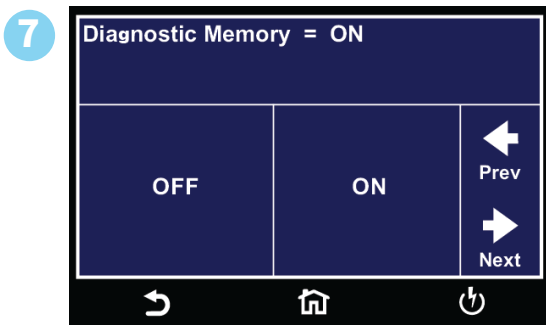 7
Diagnostic Memory = ON
OFF
ON
Prev
Next